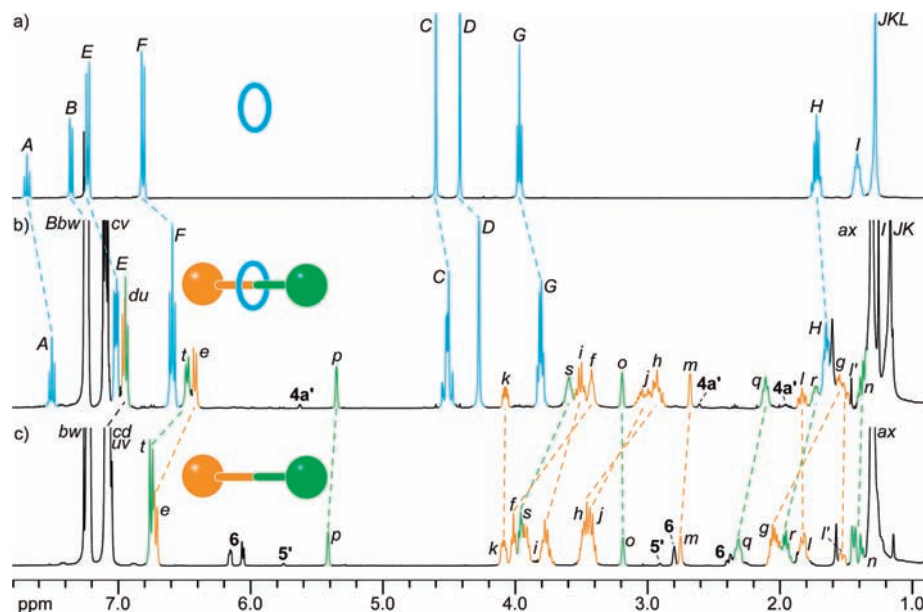 a)
A
B
E
F
C
D
G
H
I
JKL
b)
Bbw
cv
A
E
du
F
t
e
4a'
p
C
D
G
k
s
i
f
o
j
h
m
4a'
q
4a'
H
l
r
g
l'
n
ax
I
JK
c)
bw
cd
uv
t
e
6
5'
p
k
f
s
i
h
j
o
5'
6
m
6
q
g
r
l
l'
n
ax
ppm 7.0 6.0 5.0 4.0 3.0 2.0 1.0